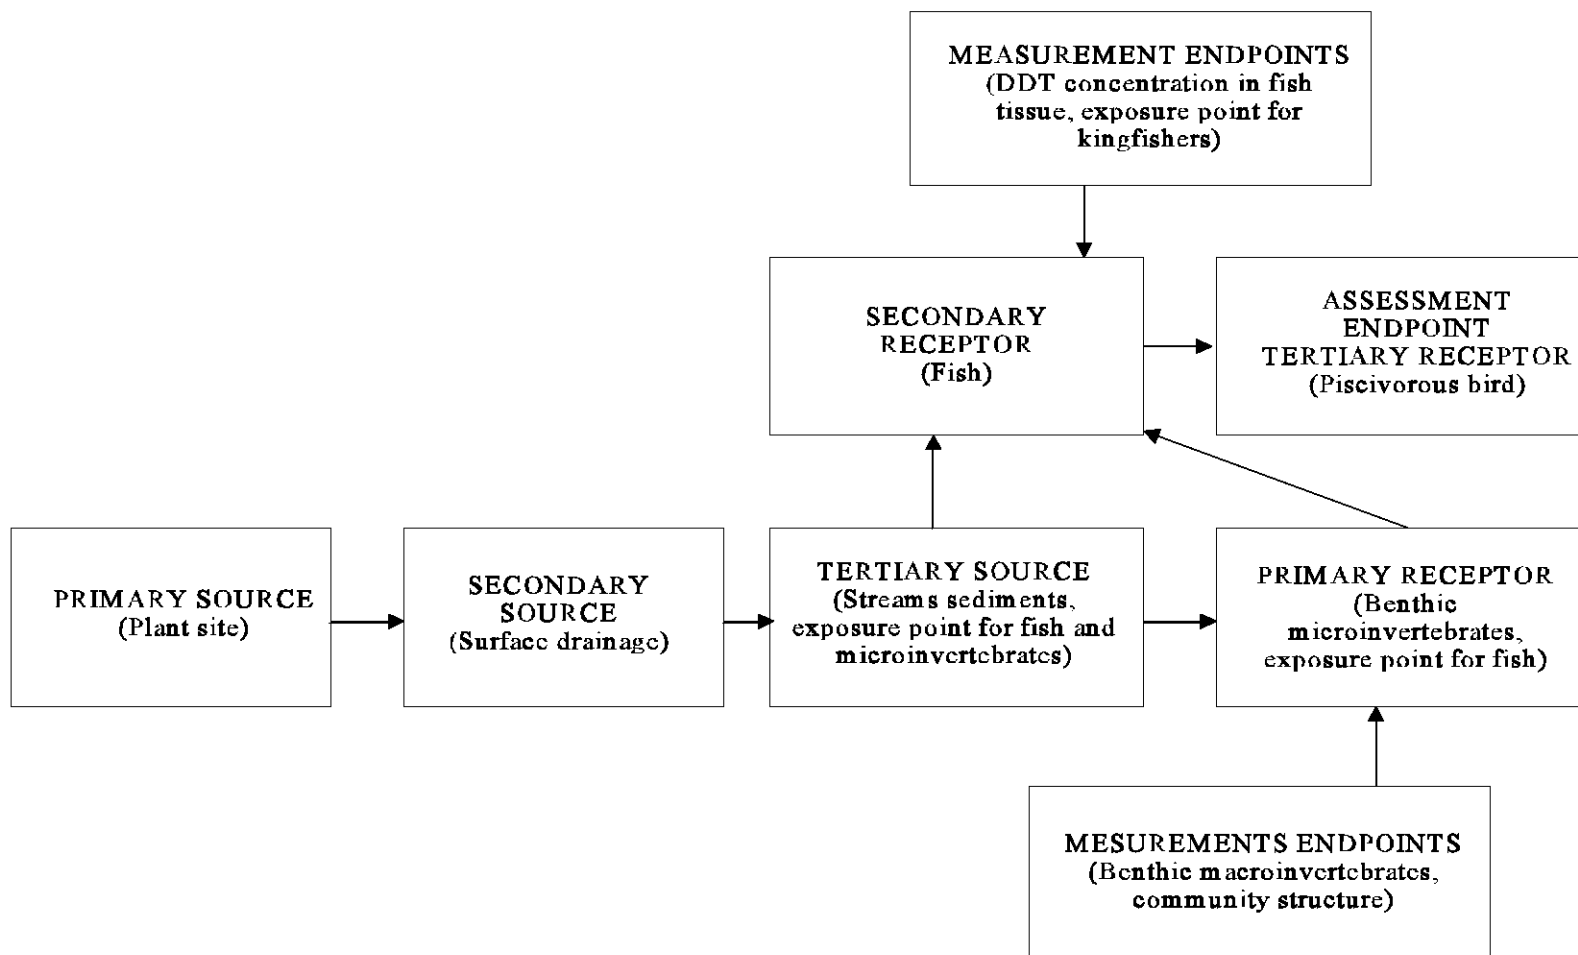 MEASUREMENT ENDPOINTS
(DDT concentration in fish
tissue, exposure point for
kingfishers)
SECONDARY
RECEPTOR
(Fish)
ASSESSMENT
ENDPOINT
TERTIARY RECEPTOR
(Piscivorous bird)
PRIMARY SOURCE
(Plant site)
SECONDARY
SOURCE
(Surface drainage)
TERTIARY SOURCE
(Streams sediments,
exposure point for fish and
microinvertebrates)
PRIMARY RECEPTOR
(Benthic
microinvertebrates,
exposure point for fish)
MESUREMENTS ENDPOINTS
(Benthic macroinvertebrates,
community structure)